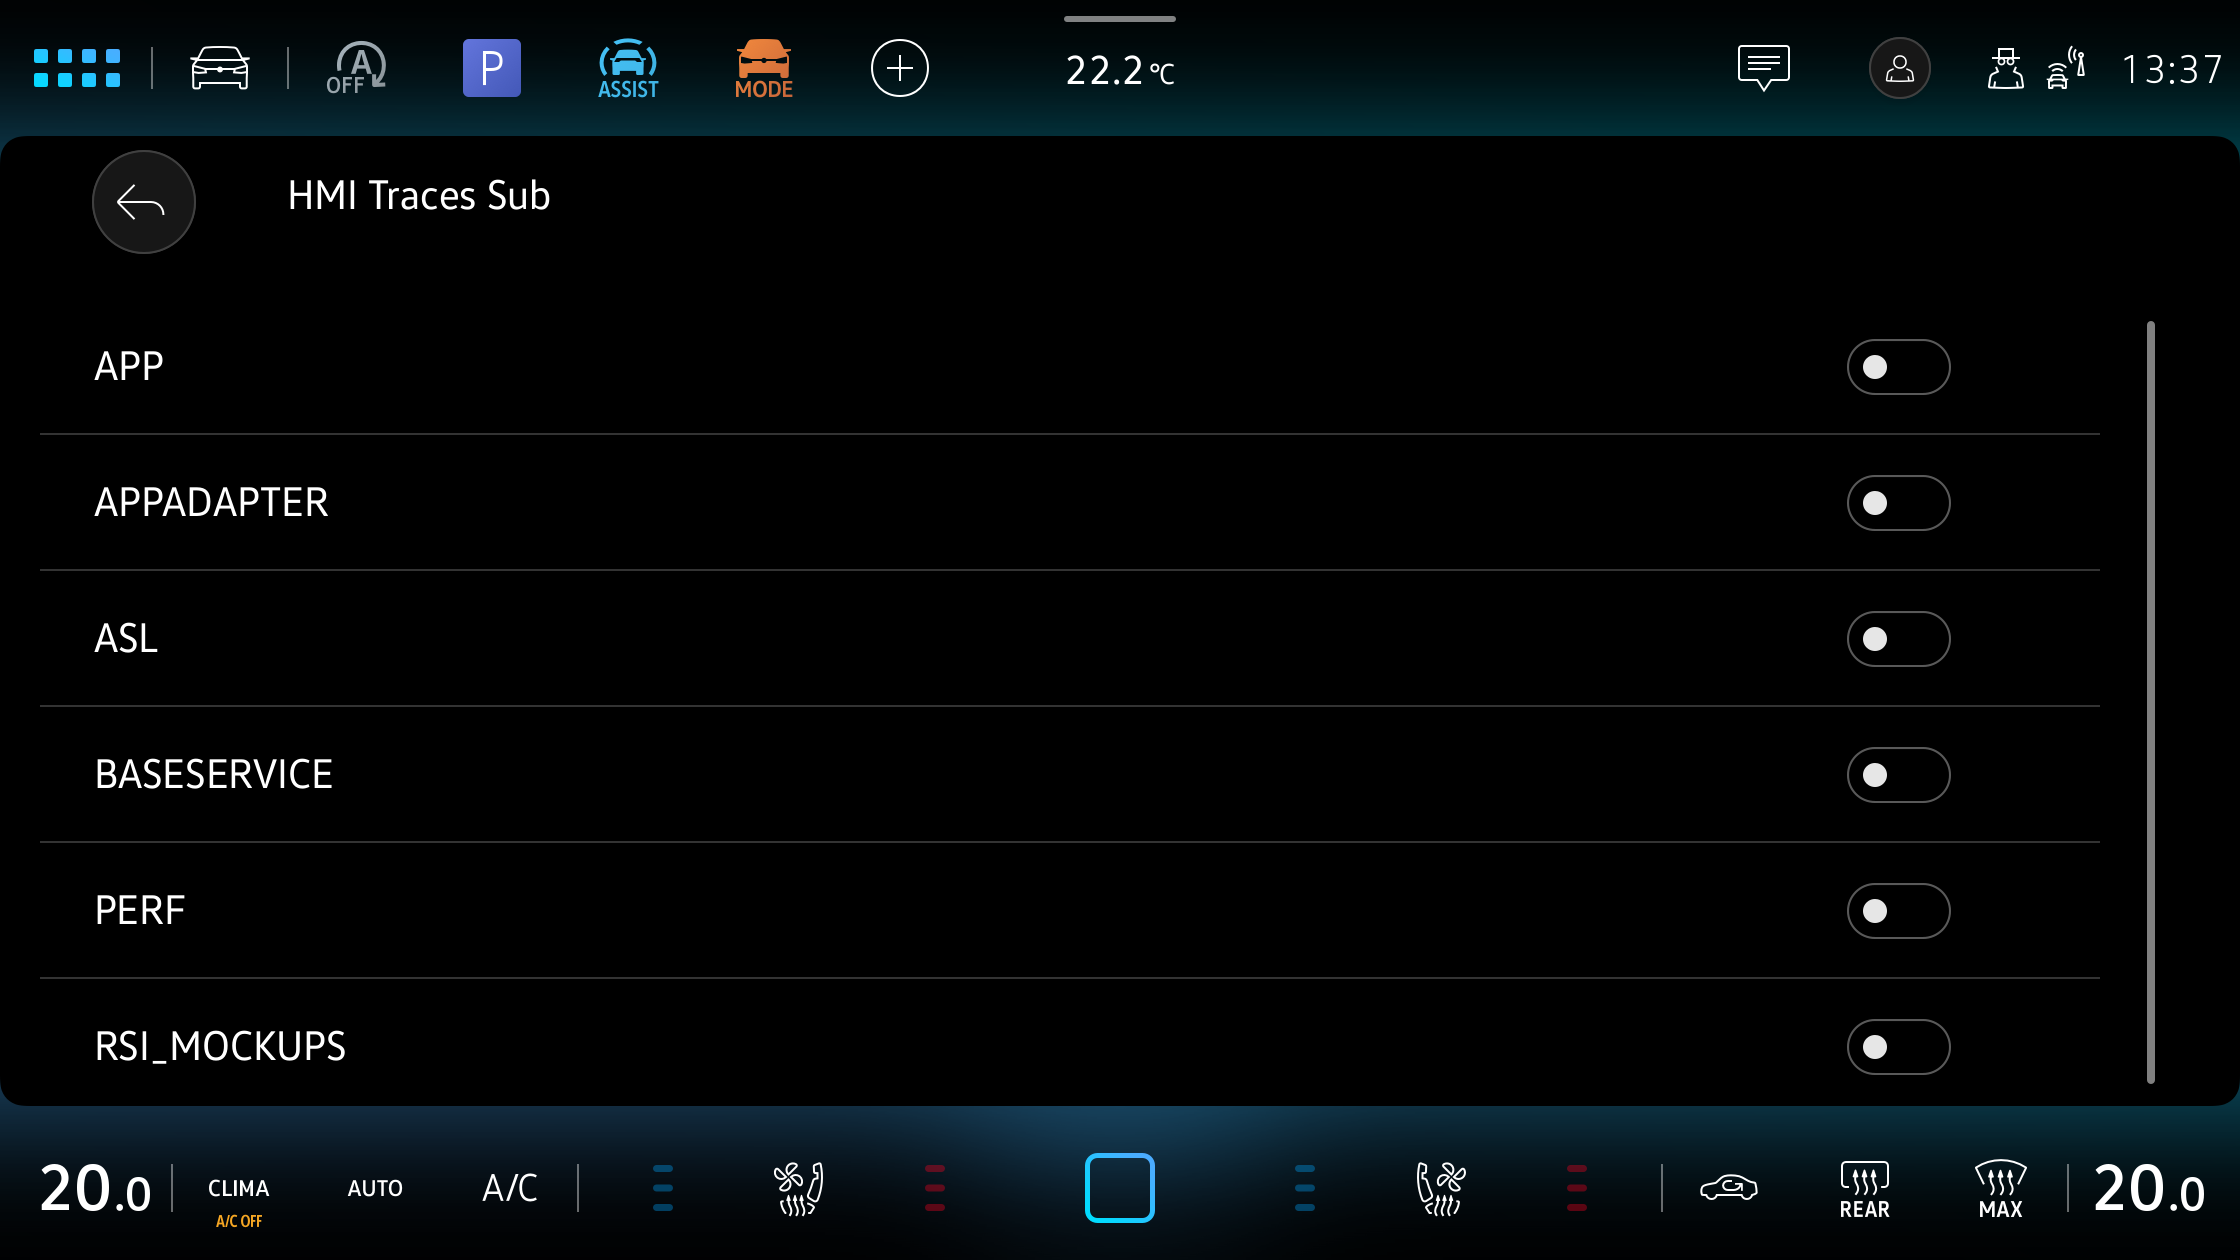 A
OFF
P
ASSIST
MODE
22.2°C
13:37
HMI Traces Sub
APP
APPADAPTER
ASL
BASESERVICE
PERF
RSI_MOCKUPS
20.0
CLIMA
A/C OFF
AUTO
A/C
REAR
MAX
20.0